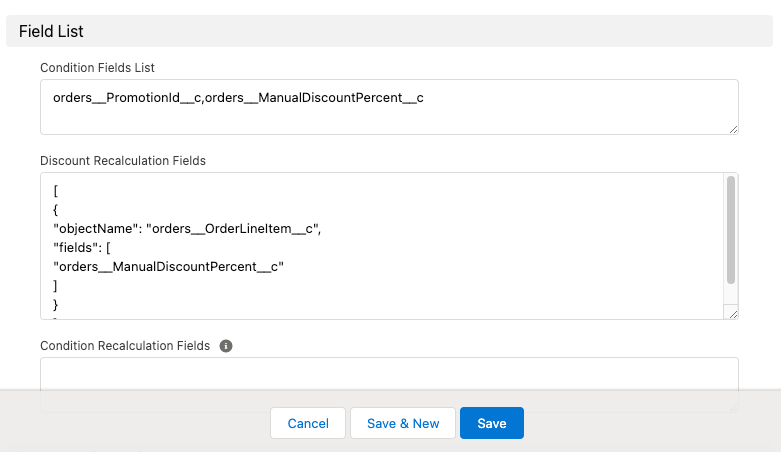 Field List
Condition Fields List
orders__PromotionId__c,orders__ManualDiscountPercent__c
Discount Recalculation Fields
[
{
"objectName": "orders__OrderLineItem__c",
"fields": [
"orders__ManualDiscountPercent__c"
]
}
Condition Recalculation Fields
Cancel
Save & New
Save